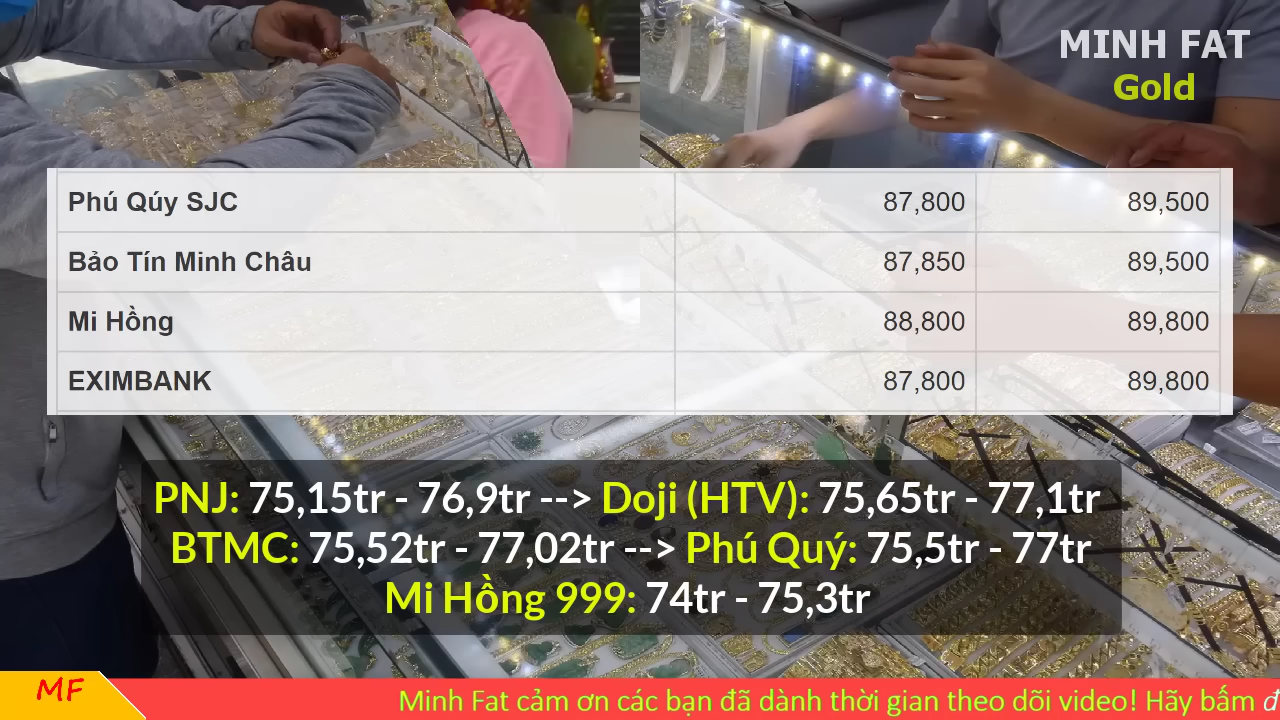 MINH FAT
Gold
Phú Qúy SJC 87,800 89,500
Bảo Tín Minh Châu 87,850 89,500
Mi Hồng 88,800 89,800
EXIMBANK 87,800 89,800
PNJ: 75,15tr - 76,9tr --> Doji (HTV): 75,65tr - 77,1tr
BTMC: 75,52tr - 77,02tr --> Phú Quý: 75,5tr - 77tr
Mi Hồng 999: 74tr - 75,3tr
MF
Minh Fat cảm ơn các bạn đã dành thời gian theo dõi video! Hãy bấm đ